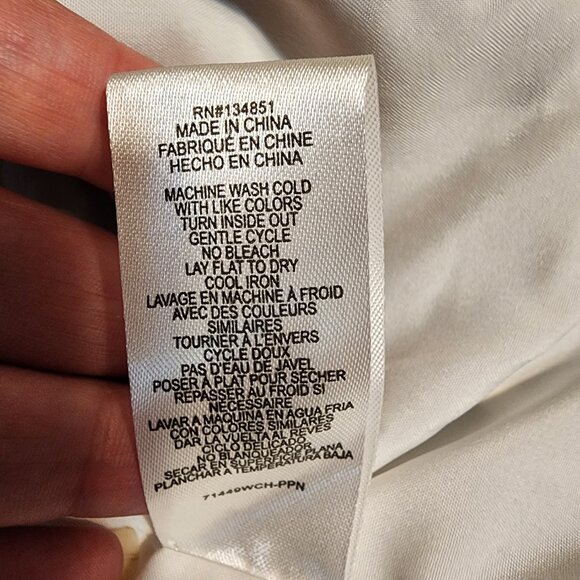 RN#134851
MADE IN CHINA
FABRIQUÉ EN CHINE
HECHO EN CHINA
MACHINE WASH COLD
WITH LIKE COLORS
TURN INSIDE OUT
GENTLE CYCLE
NO BLEACH
LAY FLAT TO DRY
COOL IRON
LAVAGE EN MACHINE À FROID
AVEC DES COULEURS
SIMILAIRES
TOURNER À L'ENVERS
CYCLE DOUX
PAS D'EAU DE JAVEL
POSER À PLAT POUR SÉCHER
REPASSER AU FROID SI
NÉCESSAIRE
LAVAR A MAQUINA EN AGUA FRIA
CON COLORES SIMILARES
DAR LA VUELTA AL REVES
CICLO DELICADO
NO BLANQUEADOR
SECAR EN SUPERFICIE PLANA
PLANCHAR A TEMPERATURA BAJA
71449WCH-PPN